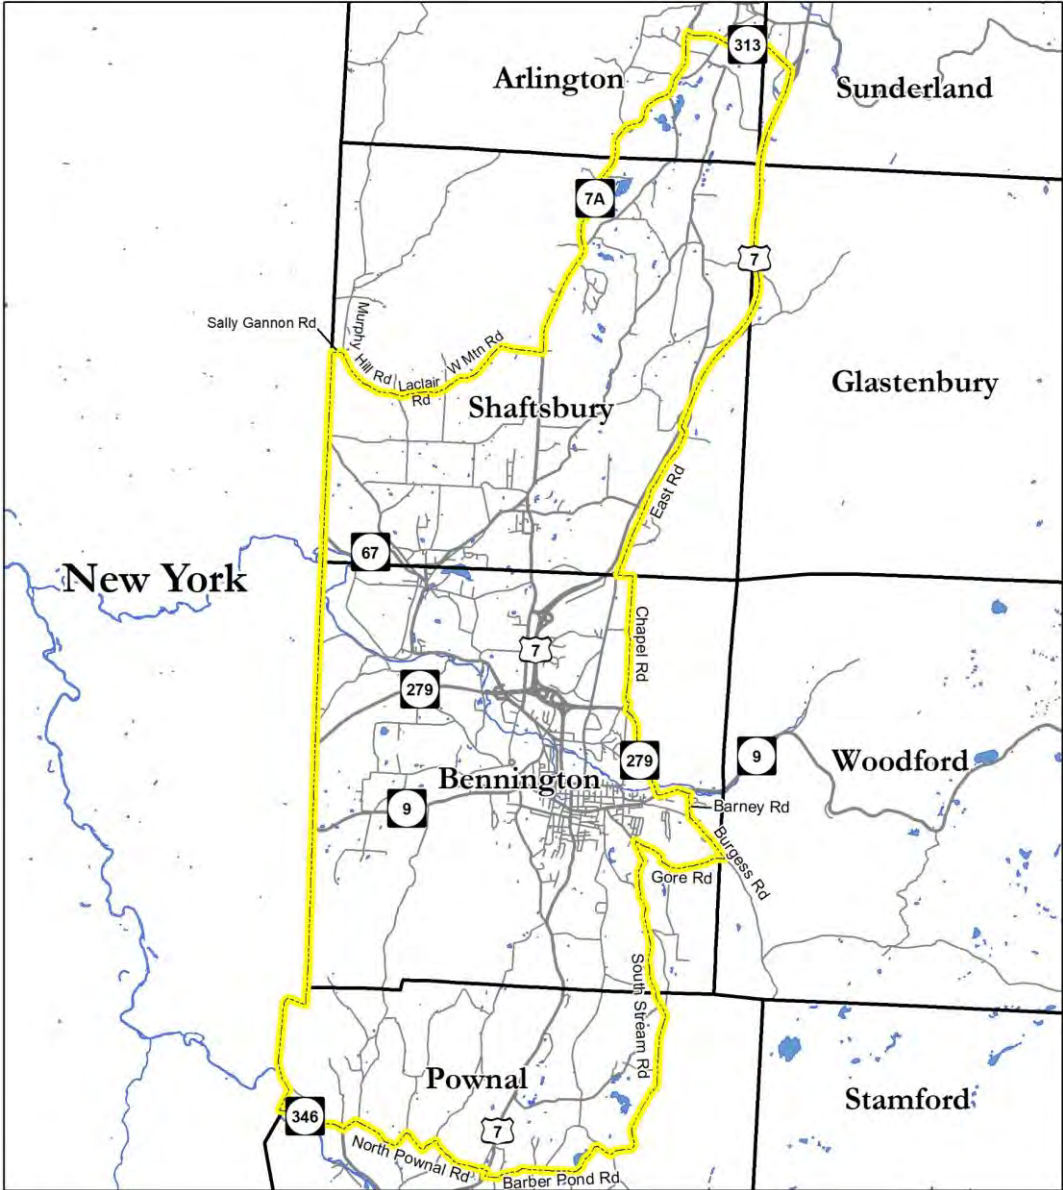 313
Arlington
Sunderland
7A
7
Sally Gannon Rd
Murphy
Hill Rd
Laclair
Rd
W Mtn Rd
Glastenbury
Shaftsbury
East Rd
67
New York
Chapel Rd
7
279
279
9
Woodford
Bennington
9
Barney Rd
Burgess Rd
Gore Rd
South Stream Rd
Pownal
Stamford
346
7
North Pownal Rd
Barber Pond Rd